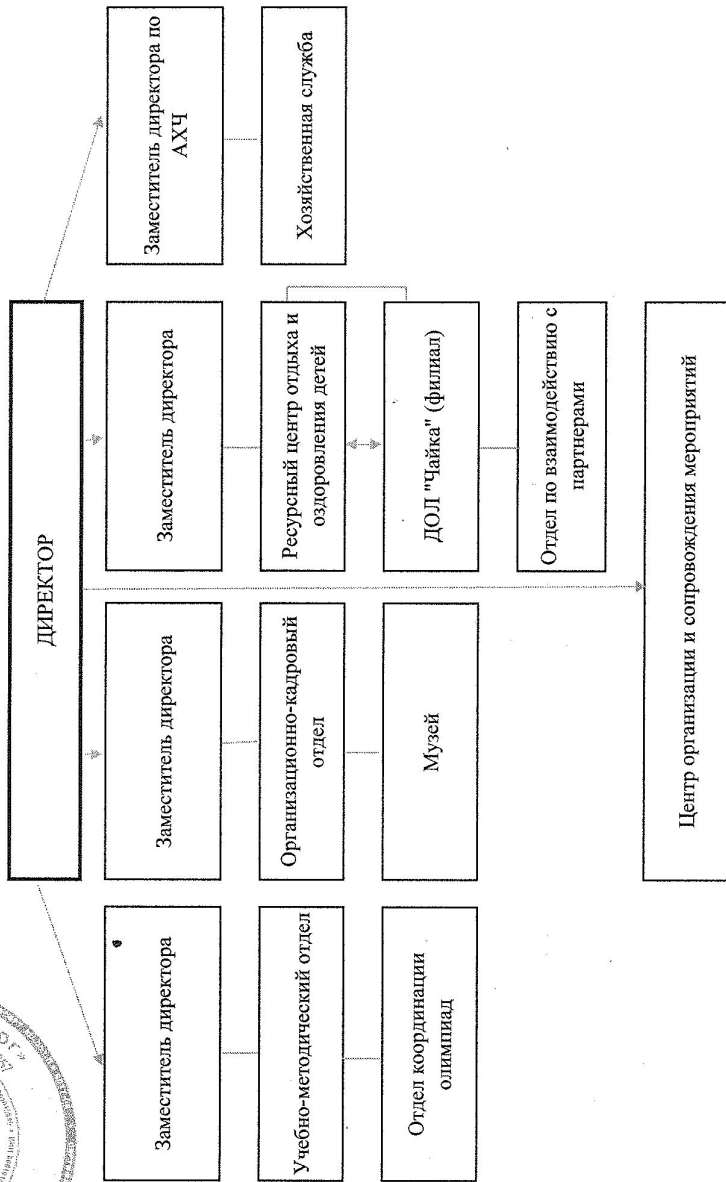 ДИРЕКТОР
Заместитель директора
Заместитель директора
Заместитель директора
Заместитель директора по
АХЧ
Учебно-методический отдел
Организационно-кадровый
отдел
Ресурсный центр отдыха и
оздоровления детей
Хозяйственная служба
Отдел координации
олимпиад
Музей
ДОЛ "Чайка" (филиал)
Отдел по взаимодействию с
партнерами
Центр организации и сопровождения мероприятий